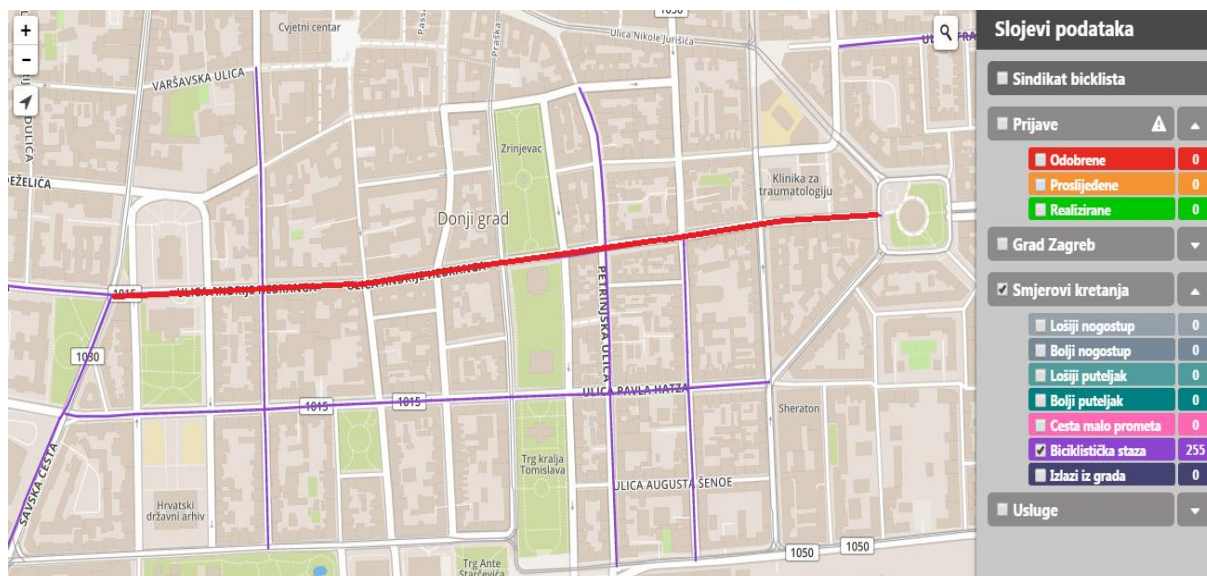 +
-
Cvjetni centar
Praška
1050
Ulica Nikole Jurišića
VARŠAVSKA ULICA
Zrinjevac
Klinika za
traumatologiju
Donji grad
1015
ULICA ANDRIJE HEBRANGA
ULICA ANDRIJE HEBRANGA
PETRINJSKA ULICA
1030
SAVSKA CESTA
1015
1015
ULICA PAVLA HATZA
Sheraton
Hrvatski
državni arhiv
Trg kralja
Tomislava
ULICA AUGUSTA ŠENOE
1050
1050
Trg Ante
Starčevića
Slojevi podataka
Sindikat bicklista
Prijave
Odobrene 0
Proslijeđene 0
Realizirane 0
Grad Zagreb
Smjerovi kretanja
Lošiji nogostup 0
Bolji nogostup 0
Lošiji puteljak 0
Bolji puteljak 0
Cesta malo prometa 0
Biciklistička staza 255
Izlazi iz grada 0
Usluge